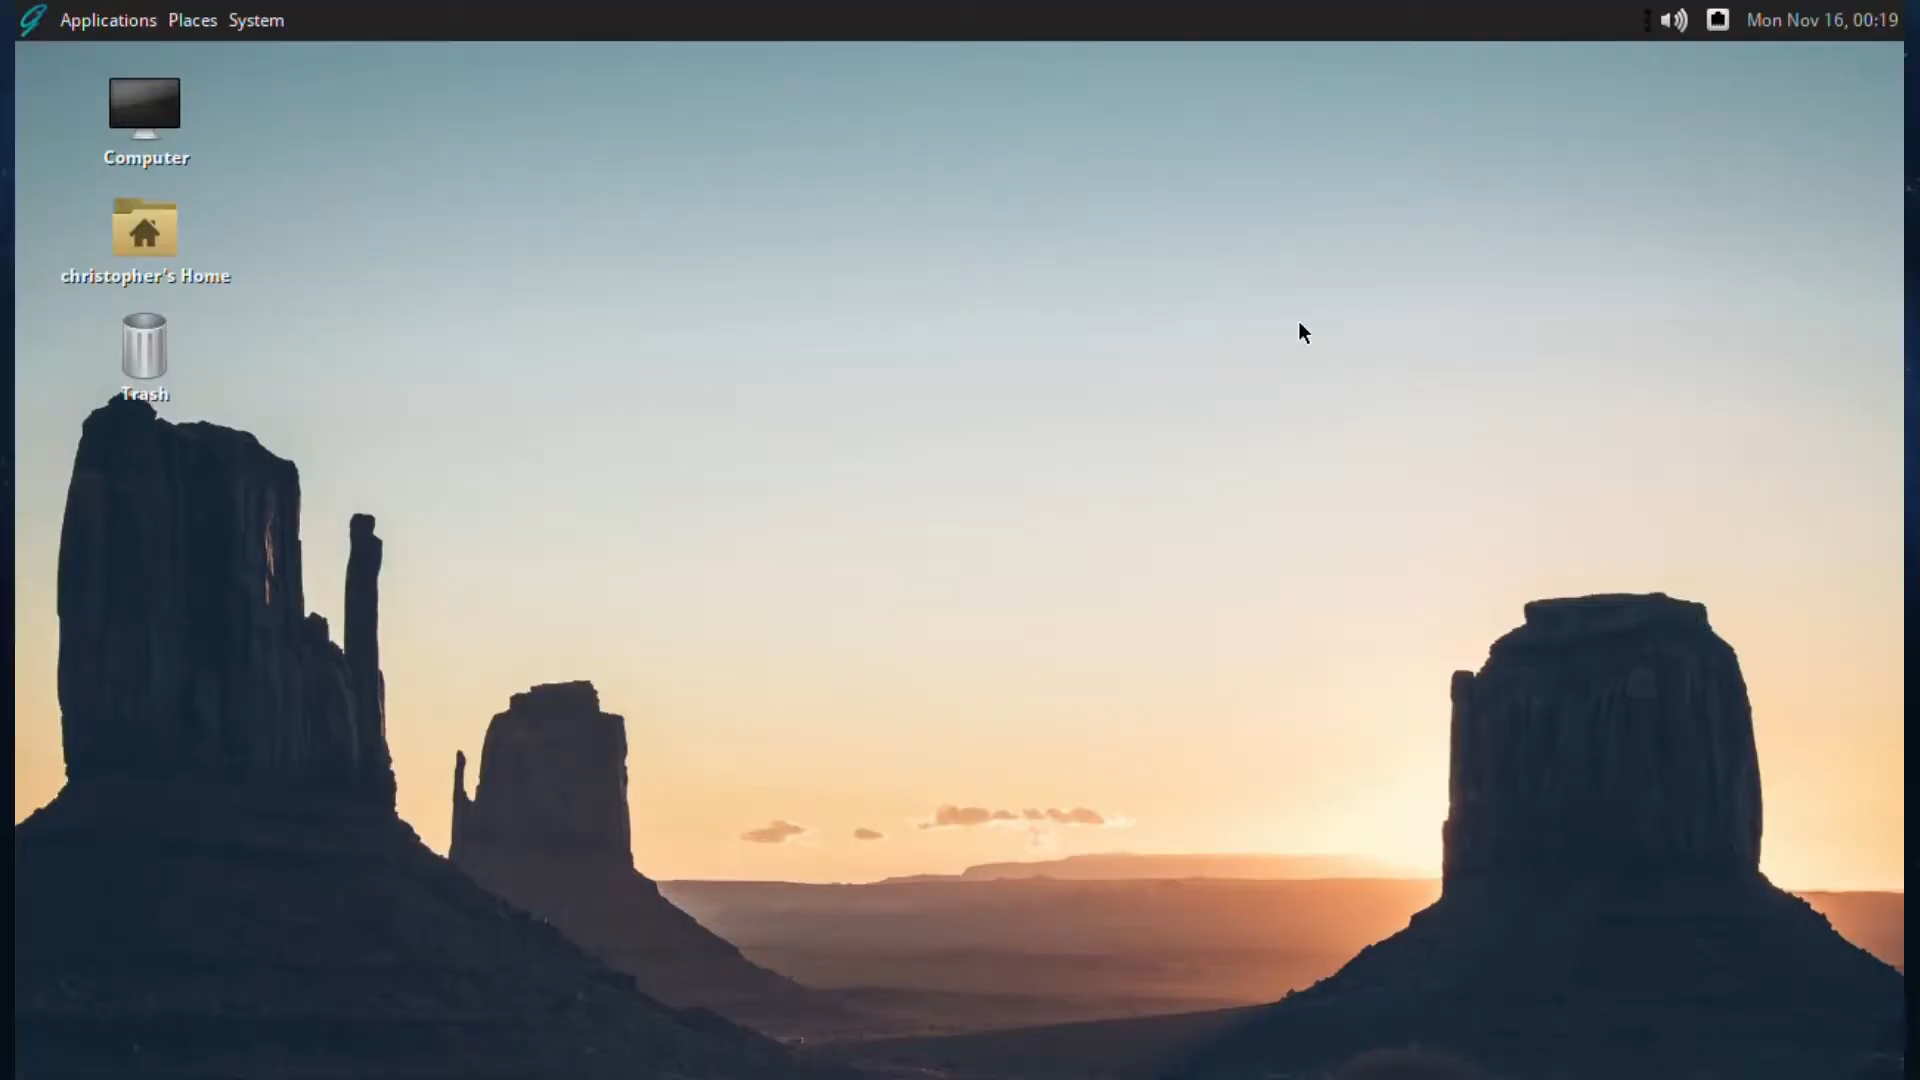 Applications Places System
Mon Nov 16, 00:19
Computer
christopher's Home
Trash